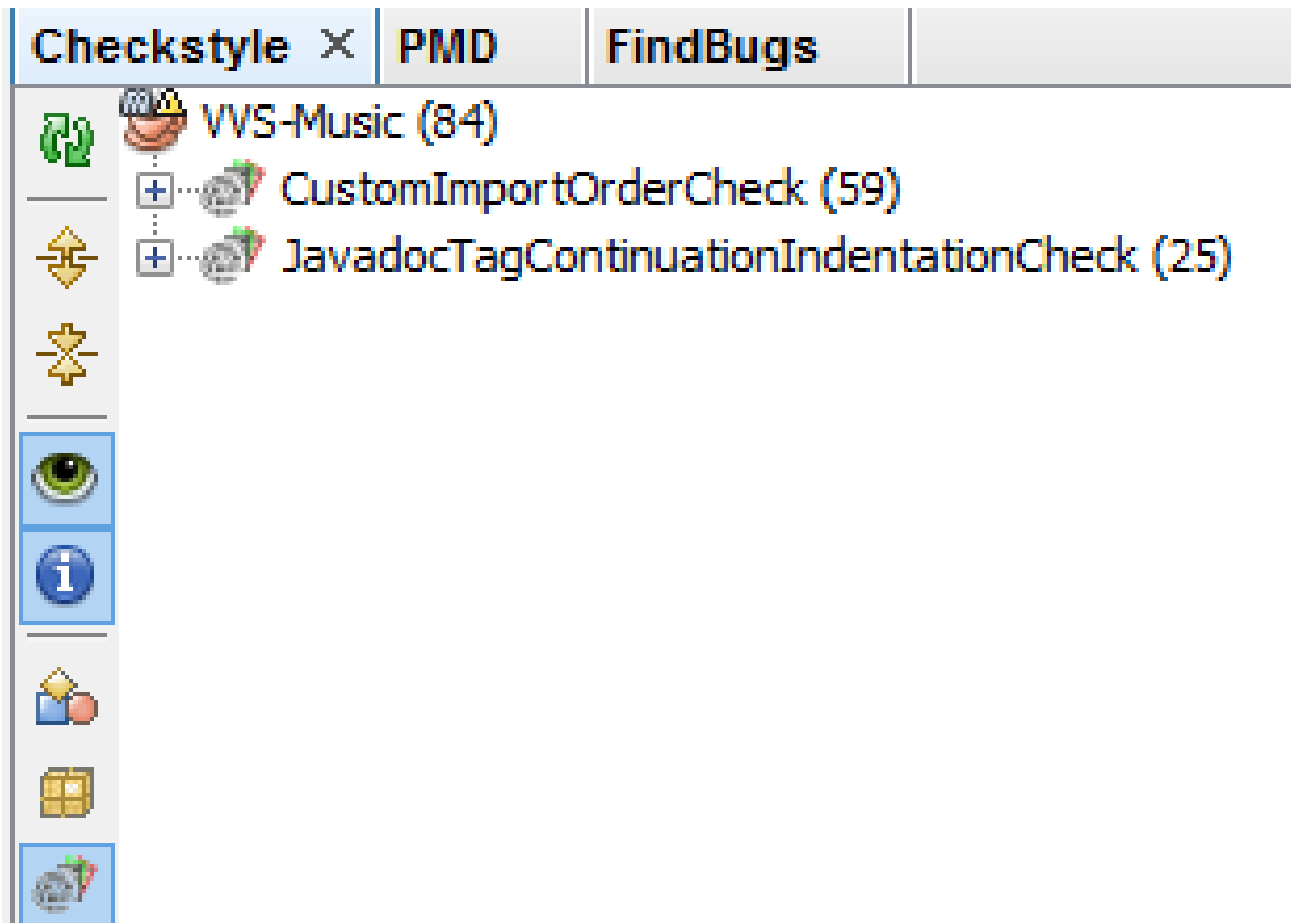 Checkstyle PMD FindBugs
VVS-Music (84)
CustomImportOrderCheck (59)
JavadocTagContinuationIndentationCheck (25)